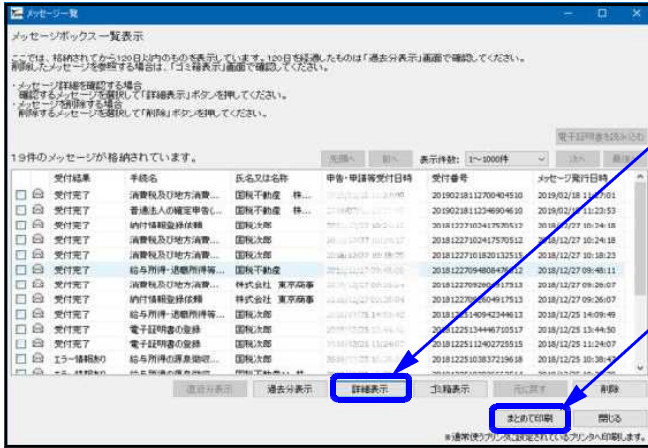 メッセージ一覧
メッセージボックス一覧表示
ここでは、格納されてから120日以内のものを表示しています。120日を経過したものは「過去分表示」画面で確認してください。
削除したメッセージを参照する場合は、「ゴミ箱表示」画面で確認してください。
・メッセージ詳細を確認する場合
確認するメッセージを選択して「詳細表示」ボタンを押してください。
・メッセージを削除する場合
削除するメッセージを選択して「削除」ボタンを押してください。
電子証明書を読み込む
19件のメッセージが格納されています。 先頭へ 前へ 表示件数: 1～1000件 次へ 最後
受付結果 手続名 氏名又は名称 申告・申請等受付日時 受付番号 メッセージ発行日時
受付完了 消費税及び地方消費... 国税不動産 株... 20190218112700404510 2019/02/18 11:27:01
受付完了 普通法人の確定申告(... 国税不動産 株... 20190218112346904610 2019/02/18 11:23:53
受付完了 納付情報登録依頼 国税次郎 20181227102417570512 2018/12/27 10:24:18
受付完了 消費税及び地方消費... 国税次郎 20181227102417570512 2018/12/27 10:24:18
受付完了 消費税及び地方消費... 国税次郎 20181227101820132515 2018/12/27 10:18:23
受付完了 給与所得・退職所得等... 国税不動産 2018/12/27 09:48:11
受付完了 消費税及び地方消費... 株式会社 東京商事 2018/12/27 09:26:07
受付完了 納付情報登録依頼 株式会社 東京商事 2018/12/27 09:26:07
受付完了 給与所得・退職所得等... 国税次郎 2018/12/25 14:09:49
受付完了 電子証明書の登録 国税次郎 20181225134446710517 2018/12/25 13:44:50
受付完了 電子証明書の登録 国税次郎 20181225112402725515 2018/12/25 11:24:07
エラー情報あり 給与所得の源泉徴収... 国税次郎 20181225103837219618 2018/12/25 10:38:43
直近分表示 過去分表示 詳細表示 ゴミ箱表示 元に戻す 削除
まとめて印刷 閉じる
※通常使うプリンタに設定されているプリンタへ印刷します。